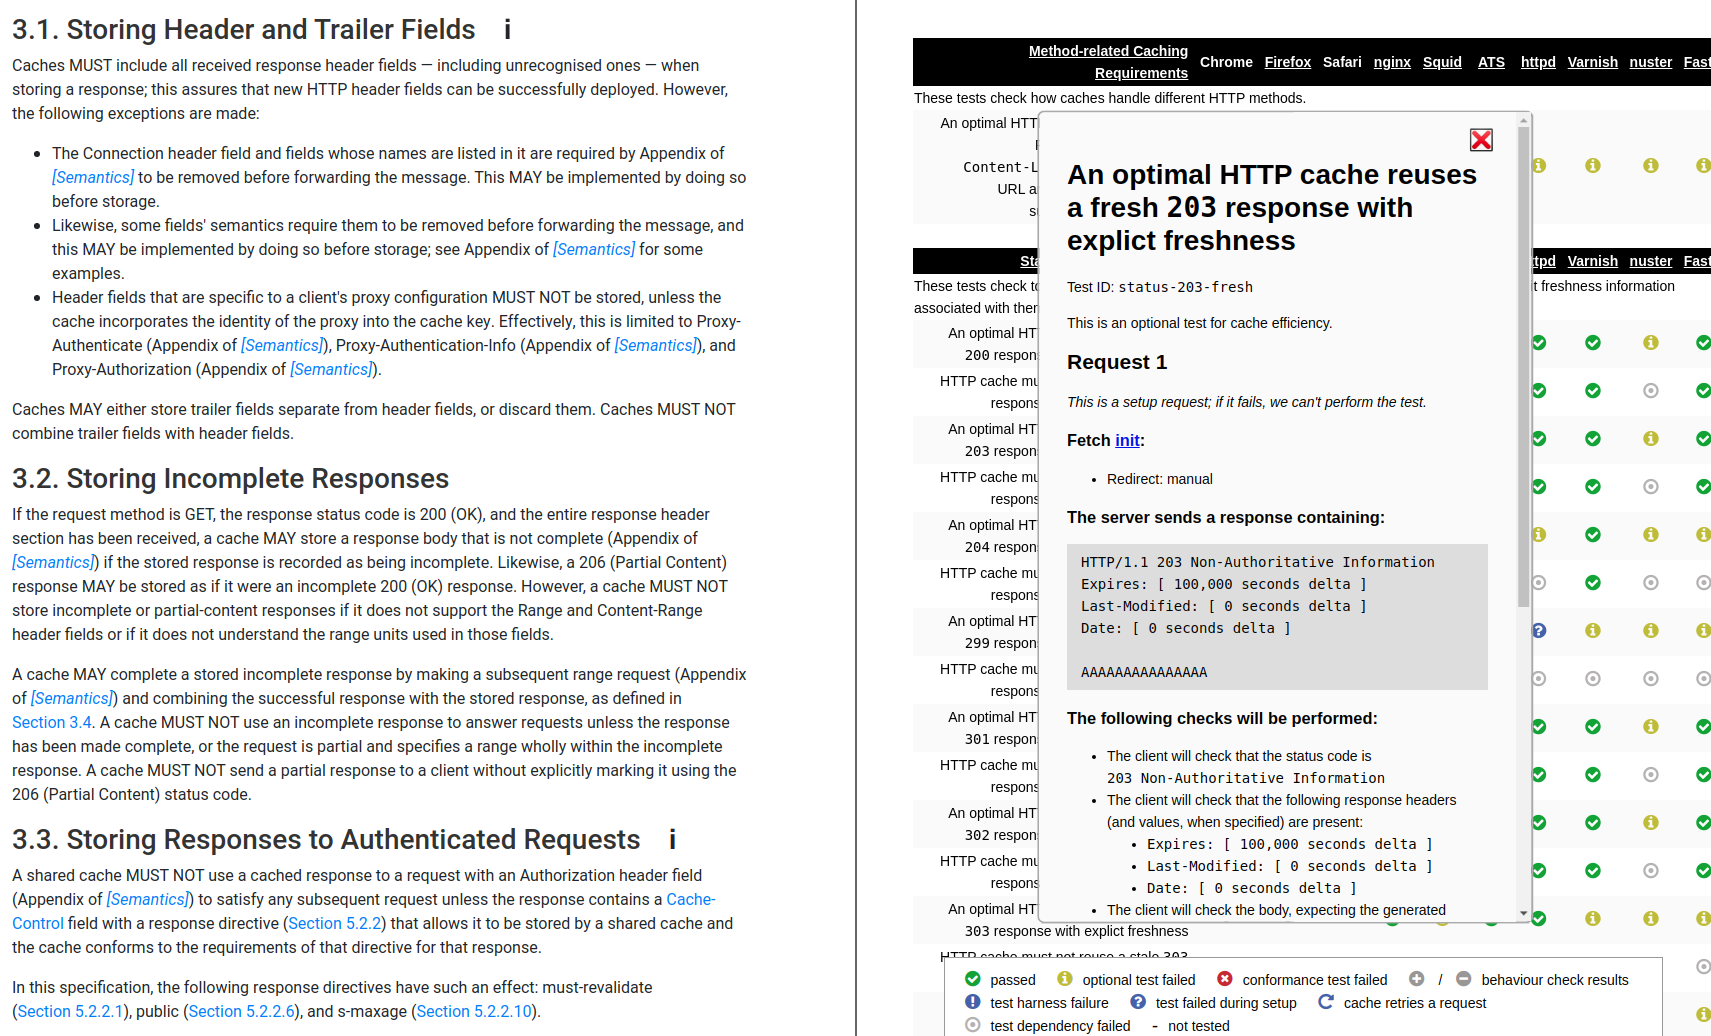 3.1. Storing Header and Trailer Fields i
Caches MUST include all received response header fields — including unrecognised ones — when
storing a response; this assures that new HTTP header fields can be successfully deployed. However,
the following exceptions are made:
• The Connection header field and fields whose names are listed in it are required by Appendix of
[Semantics] to be removed before forwarding the message. This MAY be implemented by doing so
before storage.
• Likewise, some fields' semantics require them to be removed before forwarding the message, and
this MAY be implemented by doing so before storage; see Appendix of [Semantics] for some
examples.
• Header fields that are specific to a client's proxy configuration MUST NOT be stored, unless the
cache incorporates the identity of the proxy into the cache key. Effectively, this is limited to Proxy-
Authenticate (Appendix of [Semantics]), Proxy-Authentication-Info (Appendix of [Semantics]), and
Proxy-Authorization (Appendix of [Semantics]).
Caches MAY either store trailer fields separate from header fields, or discard them. Caches MUST NOT
combine trailer fields with header fields.
3.2. Storing Incomplete Responses
If the request method is GET, the response status code is 200 (OK), and the entire response header
section has been received, a cache MAY store a response body that is not complete (Appendix of
[Semantics]) if the stored response is recorded as being incomplete. Likewise, a 206 (Partial Content)
response MAY be stored as if it were an incomplete 200 (OK) response. However, a cache MUST NOT
store incomplete or partial-content responses if it does not support the Range and Content-Range
header fields or if it does not understand the range units used in those fields.
A cache MAY complete a stored incomplete response by making a subsequent range request (Appendix
of [Semantics]) and combining the successful response with the stored response, as defined in
Section 3.4. A cache MUST NOT use an incomplete response to answer requests unless the response
has been made complete, or the request is partial and specifies a range wholly within the incomplete
response. A cache MUST NOT send a partial response to a client without explicitly marking it using the
206 (Partial Content) status code.
3.3. Storing Responses to Authenticated Requests i
A shared cache MUST NOT use a cached response to a request with an Authorization header field
(Appendix of [Semantics]) to satisfy any subsequent request unless the response contains a Cache-
Control field with a response directive (Section 5.2.2) that allows it to be stored by a shared cache and
the cache conforms to the requirements of that directive for that response.
In this specification, the following response directives have such an effect: must-revalidate
(Section 5.2.2.1), public (Section 5.2.2.6), and s-maxage (Section 5.2.2.10).
Method-related Caching
Requirements Chrome Firefox Safari nginx Squid ATS httpd Varnish nuster Fast
These tests check how caches handle different HTTP methods.
An optimal HTT
Content-L
URL a
s
Sta ttpd Varnish nuster Fast
These tests check t t freshness information
associated with the
An optimal HT
200 respon
HTTP cache mu
respons
An optimal HT
203 respon
HTTP cache mu
respons
An optimal HT
204 respon
HTTP cache mu
respons
An optimal HT
299 respon
HTTP cache mu
respons
An optimal HT
301 respon
HTTP cache mu
respons
An optimal HT
302 respon
HTTP cache mu
respons
An optimal HT
303 response with explict freshness
HTTP cache must not reuse a stale 303
An optimal HTTP cache reuses
a fresh 203 response with
explict freshness
Test ID: status-203-fresh
This is an optional test for cache efficiency.
Request 1
This is a setup request; if it fails, we can't perform the test.
Fetch init:
• Redirect: manual
The server sends a response containing:
HTTP/1.1 203 Non-Authoritative Information
Expires: [ 100,000 seconds delta ]
Last-Modified: [ 0 seconds delta ]
Date: [ 0 seconds delta ]
AAAAAAAAAAAAAAA
The following checks will be performed:
• The client will check that the status code is
203 Non-Authoritative Information
• The client will check that the following response headers
(and values, when specified) are present:
• Expires: [ 100,000 seconds delta ]
• Last-Modified: [ 0 seconds delta ]
• Date: [ 0 seconds delta ]
• The client will check the body, expecting the generated
passed optional test failed conformance test failed / behaviour check results
test harness failure test failed during setup cache retries a request
test dependency failed - not tested